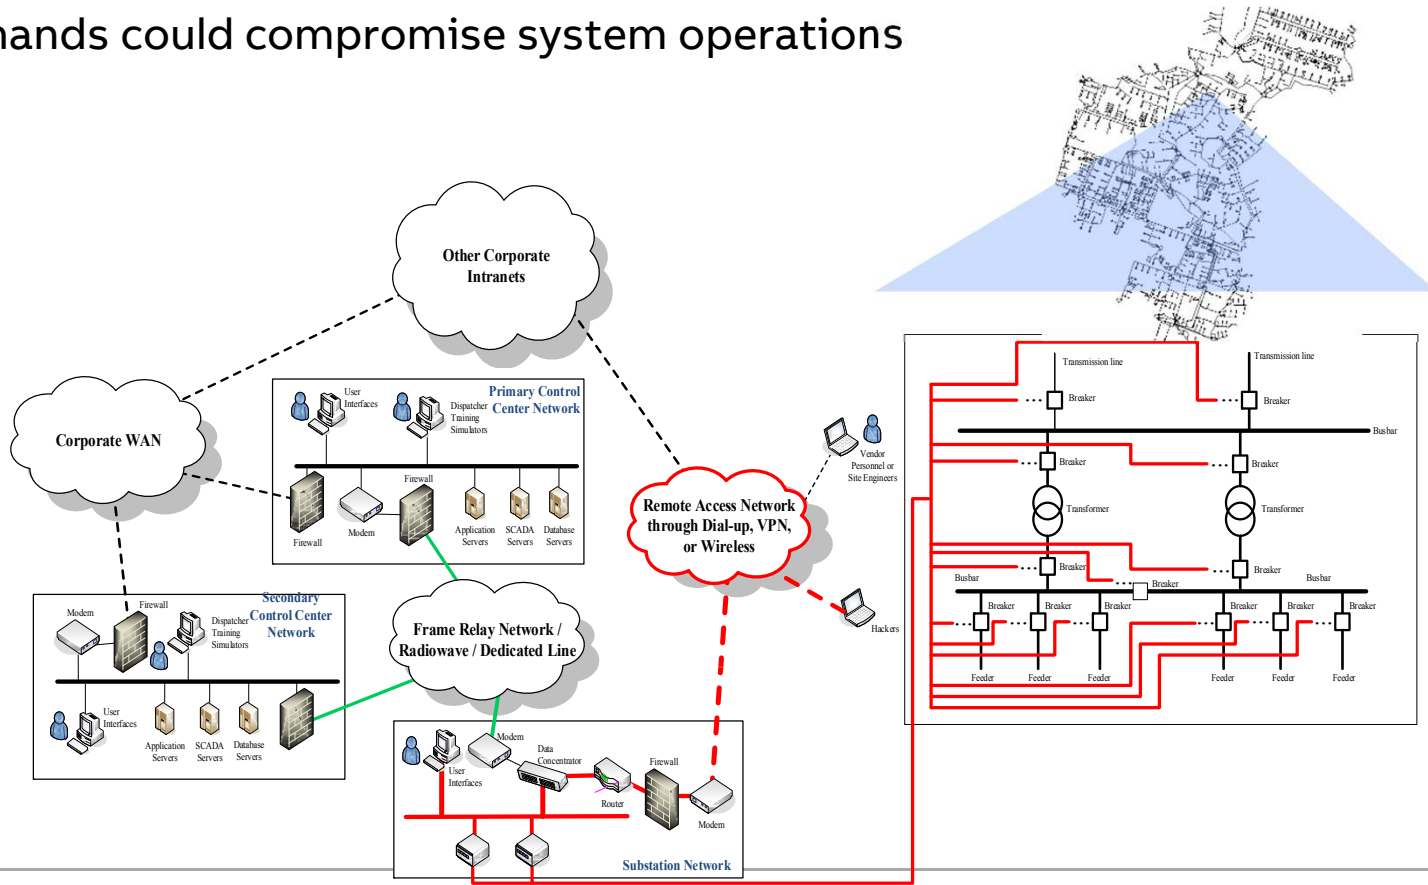 hands could compromise system operations
Other Corporate
Intranets
Corporate WAN
Primary Control
Center Network
User
Interfaces
Dispatcher
Training
Simulators
Firewall
Modem
Firewall
Application
Servers
SCADA
Servers
Database
Servers
Secondary
Control Center
Network
Modem
Firewall
Dispatcher
Training
Simulators
User
Interfaces
Application
Servers
SCADA
Servers
Database
Servers
Frame Relay Network /
Radiowave / Dedicated Line
Remote Access Network
through Dial-up, VPN,
or Wireless
Vendor
Personnel or
Site Engineers
Hackers
Modem
User
Interfaces
Data
Concentrator
Router
Firewall
Modem
Substation Network
Transmission line
Transmission line
Breaker
Breaker
Busbar
Breaker
Breaker
Transformer
Transformer
Breaker
Breaker
Busbar
Breaker
Busbar
Breaker
Breaker
Breaker
Breaker
Breaker
Breaker
Feeder
Feeder
Feeder
Feeder
Feeder
Feeder